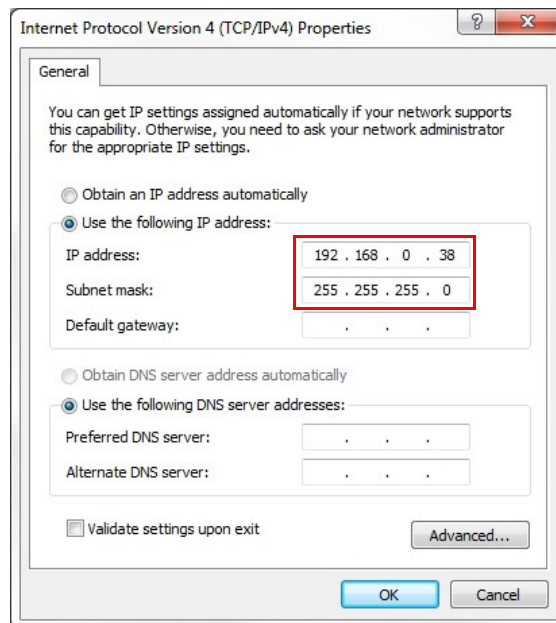 Internet Protocol Version 4 (TCP/IPv4) Properties
?
General
You can get IP settings assigned automatically if your network supports
this capability. Otherwise, you need to ask your network administrator
for the appropriate IP settings.
Obtain an IP address automatically
Use the following IP address:
IP address: 192 . 168 . 0 . 38
Subnet mask: 255 . 255 . 255 . 0
Default gateway: . . .
Obtain DNS server address automatically
Use the following DNS server addresses:
Preferred DNS server: . . .
Alternate DNS server: . . .
Validate settings upon exit
Advanced...
OK Cancel